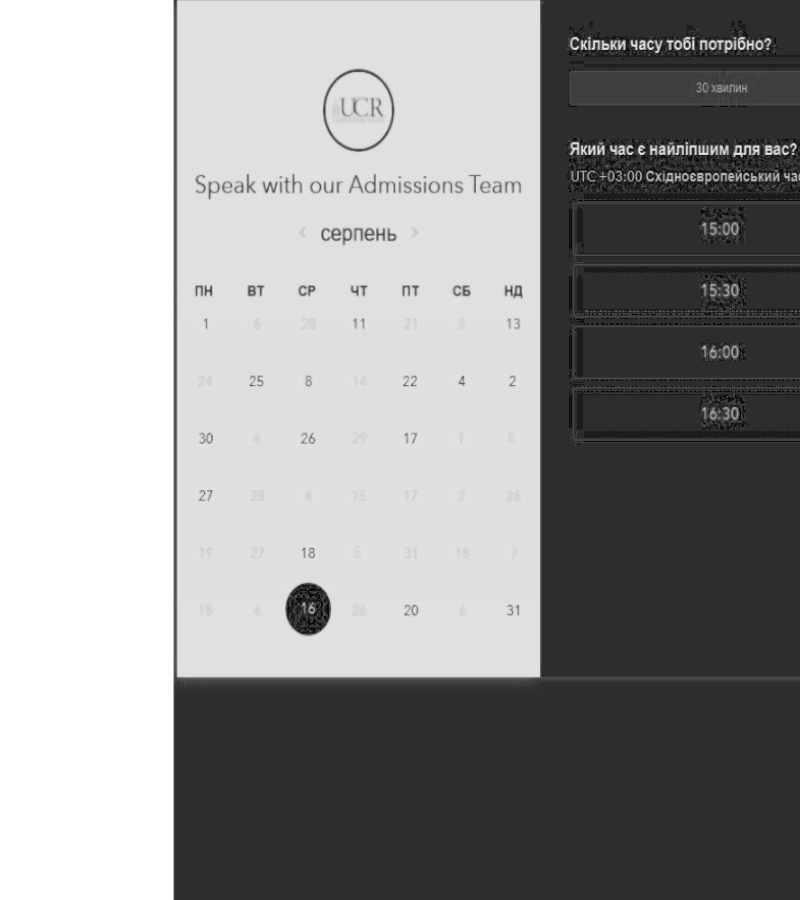 UCR
Speak with our Admissions Team
серпень
ПН ВТ СР ЧТ ПТ СБ НД
1 6 28 11 21 2 13
24 25 8 14 22 4 2
30 4 26 29 17 1 5
27 28 4 15 17 2 26
19 27 18 5 31 18 7
18 4 16 26 20 6 31
Скільки часу тобі потрібно?
30 хвилин
Який час є найліпшим для вас?
UTC +03:00 Східноєвропейський
15:00
15:30
16:00
16:30